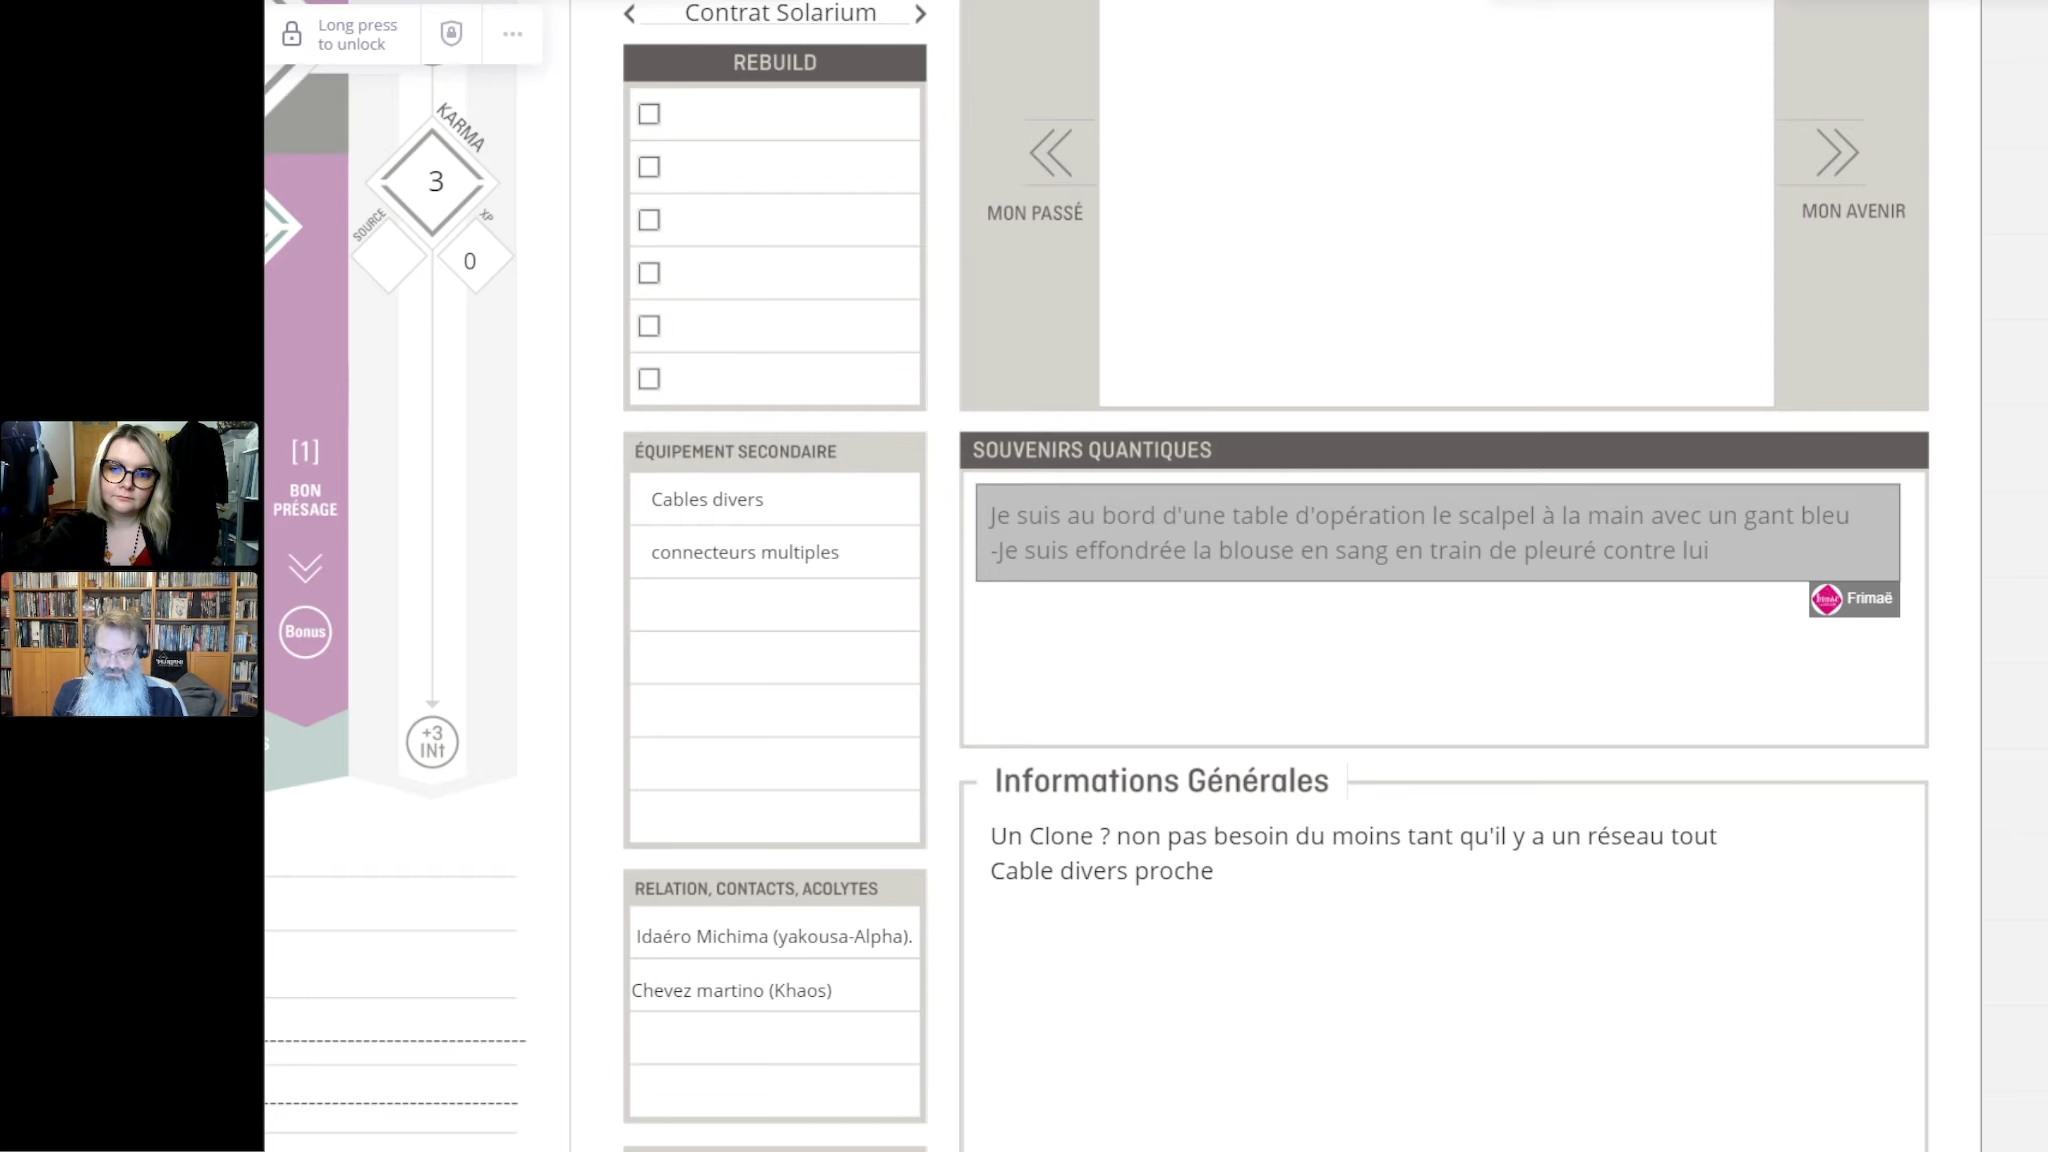 Long press
to unlock
KARMA
3
SOURCE
XP
0
[1]
BON
PRÉSAGE
Bonus
+3
INt
Contrat Solarium
REBUILD
ÉQUIPEMENT SECONDAIRE
Cables divers
connecteurs multiples
RELATION, CONTACTS, ACOLYTES
Idaéro Michima (yakousa-Alpha).
Chevez martino (Khaos)
MON PASSÉ
MON AVENIR
SOUVENIRS QUANTIQUES
Je suis au bord d'une table d'opération le scalpel à la main avec un gant bleu
-Je suis effondrée la blouse en sang en train de pleuré contre lui
Frimaë
Informations Générales
Un Clone ? non pas besoin du moins tant qu'il y a un réseau tout
Cable divers proche